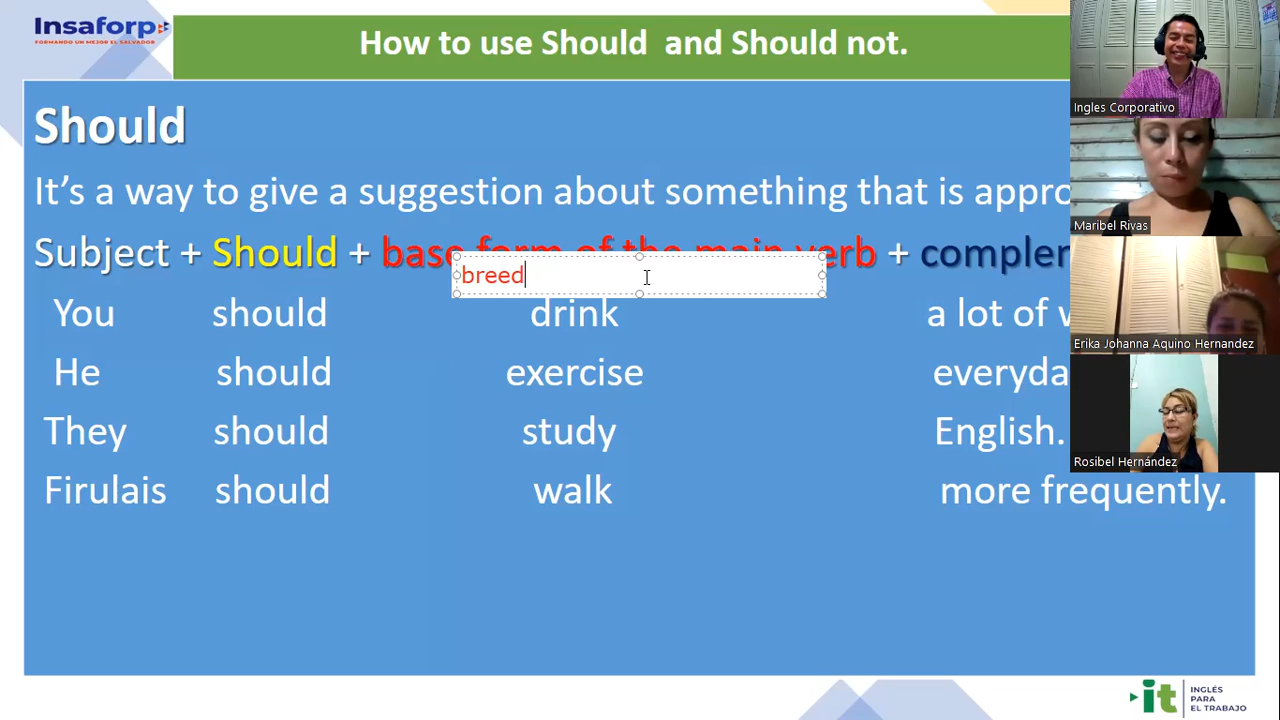 Insaforp
FORMANDO UN MEJOR EL SALVADOR
How to use Should and Should not.
Should
It's a way to give a suggestion about something that is appro
Subject + Should + base form of the main verb + complem
breed
You should drink a lot of w
He should exercise everyda
They should study English.
Firulais should walk more frequently.
Ingles Corporativo
Maribel Rivas
Erika Johanna Aquino Hernandez
Rosibel Hernández
it
INGLÉS
PARA
EL TRABAJO